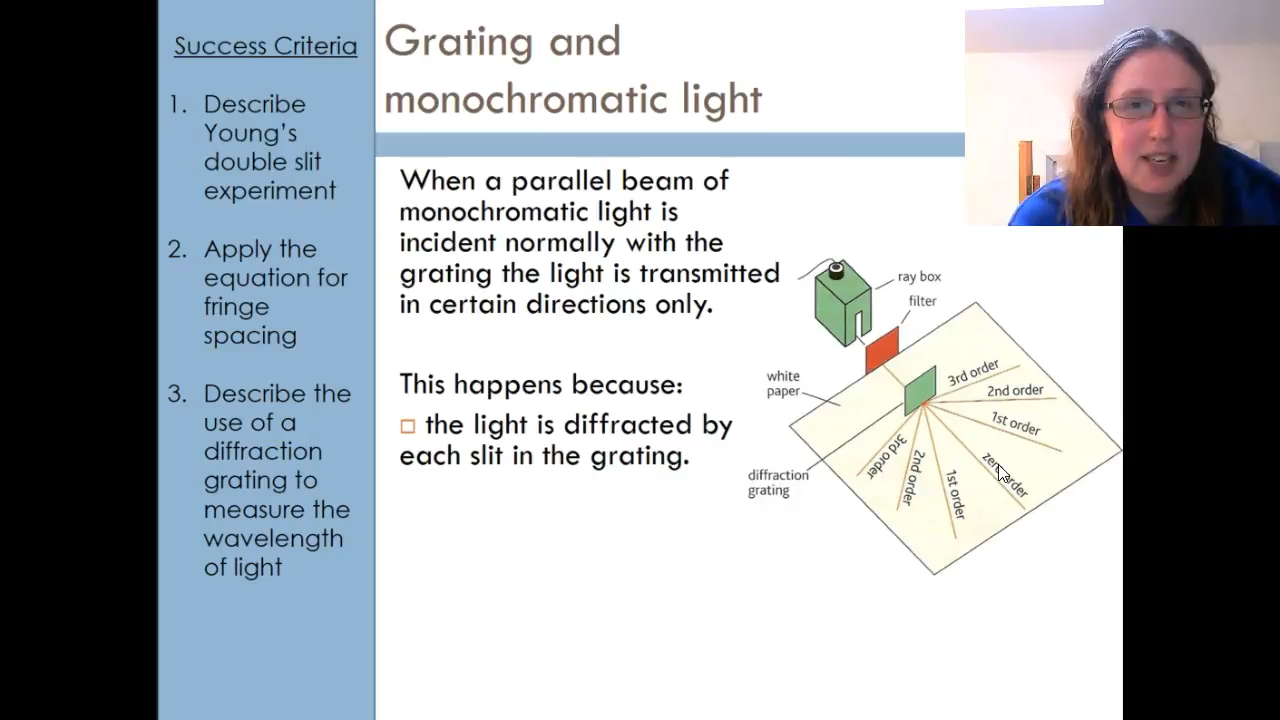 Success Criteria
1. Describe
Young's
double slit
experiment
2. Apply the
equation for
fringe
spacing
3. Describe the
use of a
diffraction
grating to
measure the
wavelength
of light
Grating and
monochromatic light
When a parallel beam of
monochromatic light is
incident normally with the
grating the light is transmitted
in certain directions only.
This happens because:
the light is diffracted by
each slit in the grating.
ray box
filter
white
paper
diffraction
grating
3rd order
2nd order
1st order
zero order
1st order
2nd order
3rd order